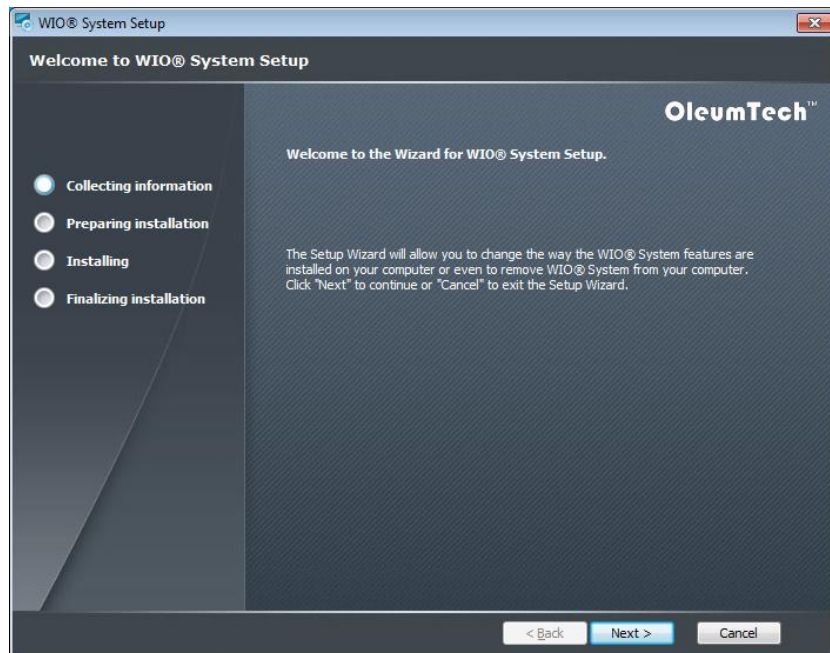 WIO® System Setup
Welcome to WIO® System Setup
OleumTech™
Welcome to the Wizard for WIO® System Setup.
Collecting information
Preparing installation
Installing
Finalizing installation
The Setup Wizard will allow you to change the way the WIO® System features are
installed on your computer or even to remove WIO® System from your computer.
Click "Next" to continue or "Cancel" to exit the Setup Wizard.
< Back
Next >
Cancel